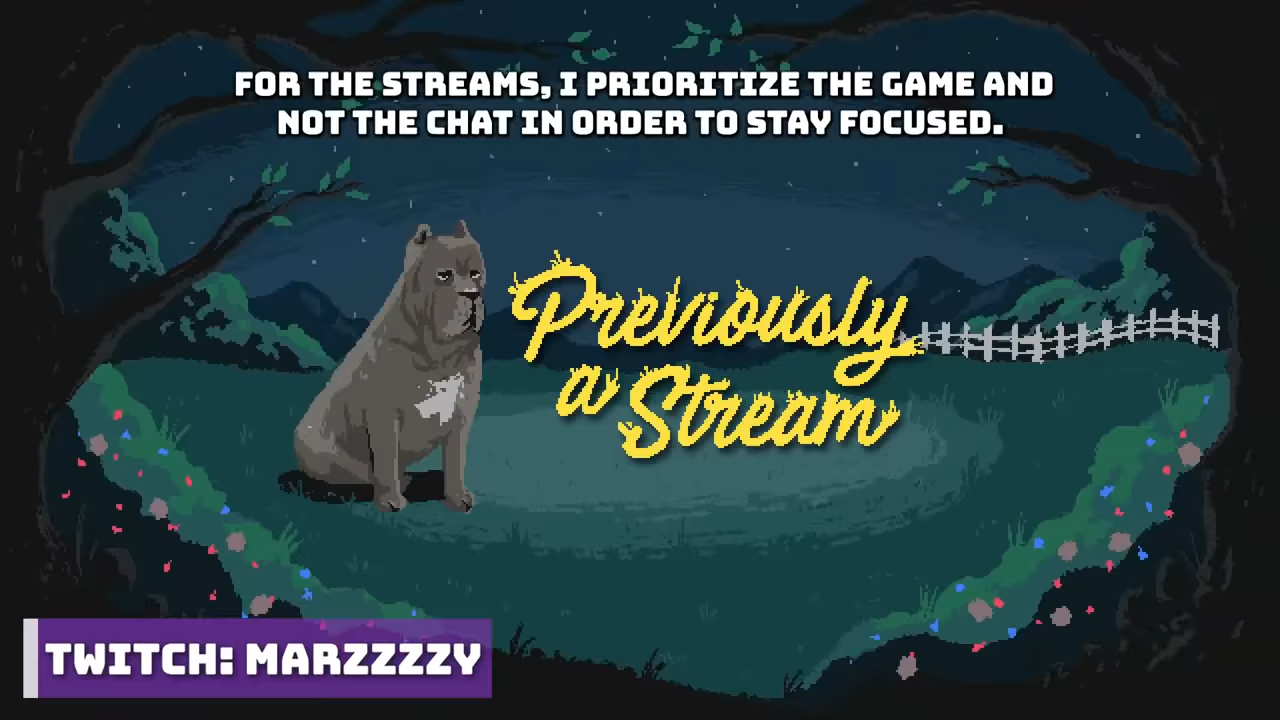 FOR THE STREAMS, I PRIORITIZE THE GAME AND
NOT THE CHAT IN ORDER TO STAY FOCUSED.
Previously
a Stream
TWITCH: MARZZZZY